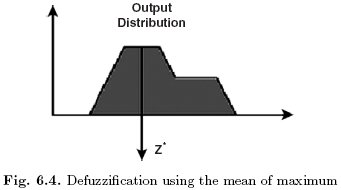 Output
Distribution
Z*
Fig. 6.4. Defuzzification using the mean of maximum